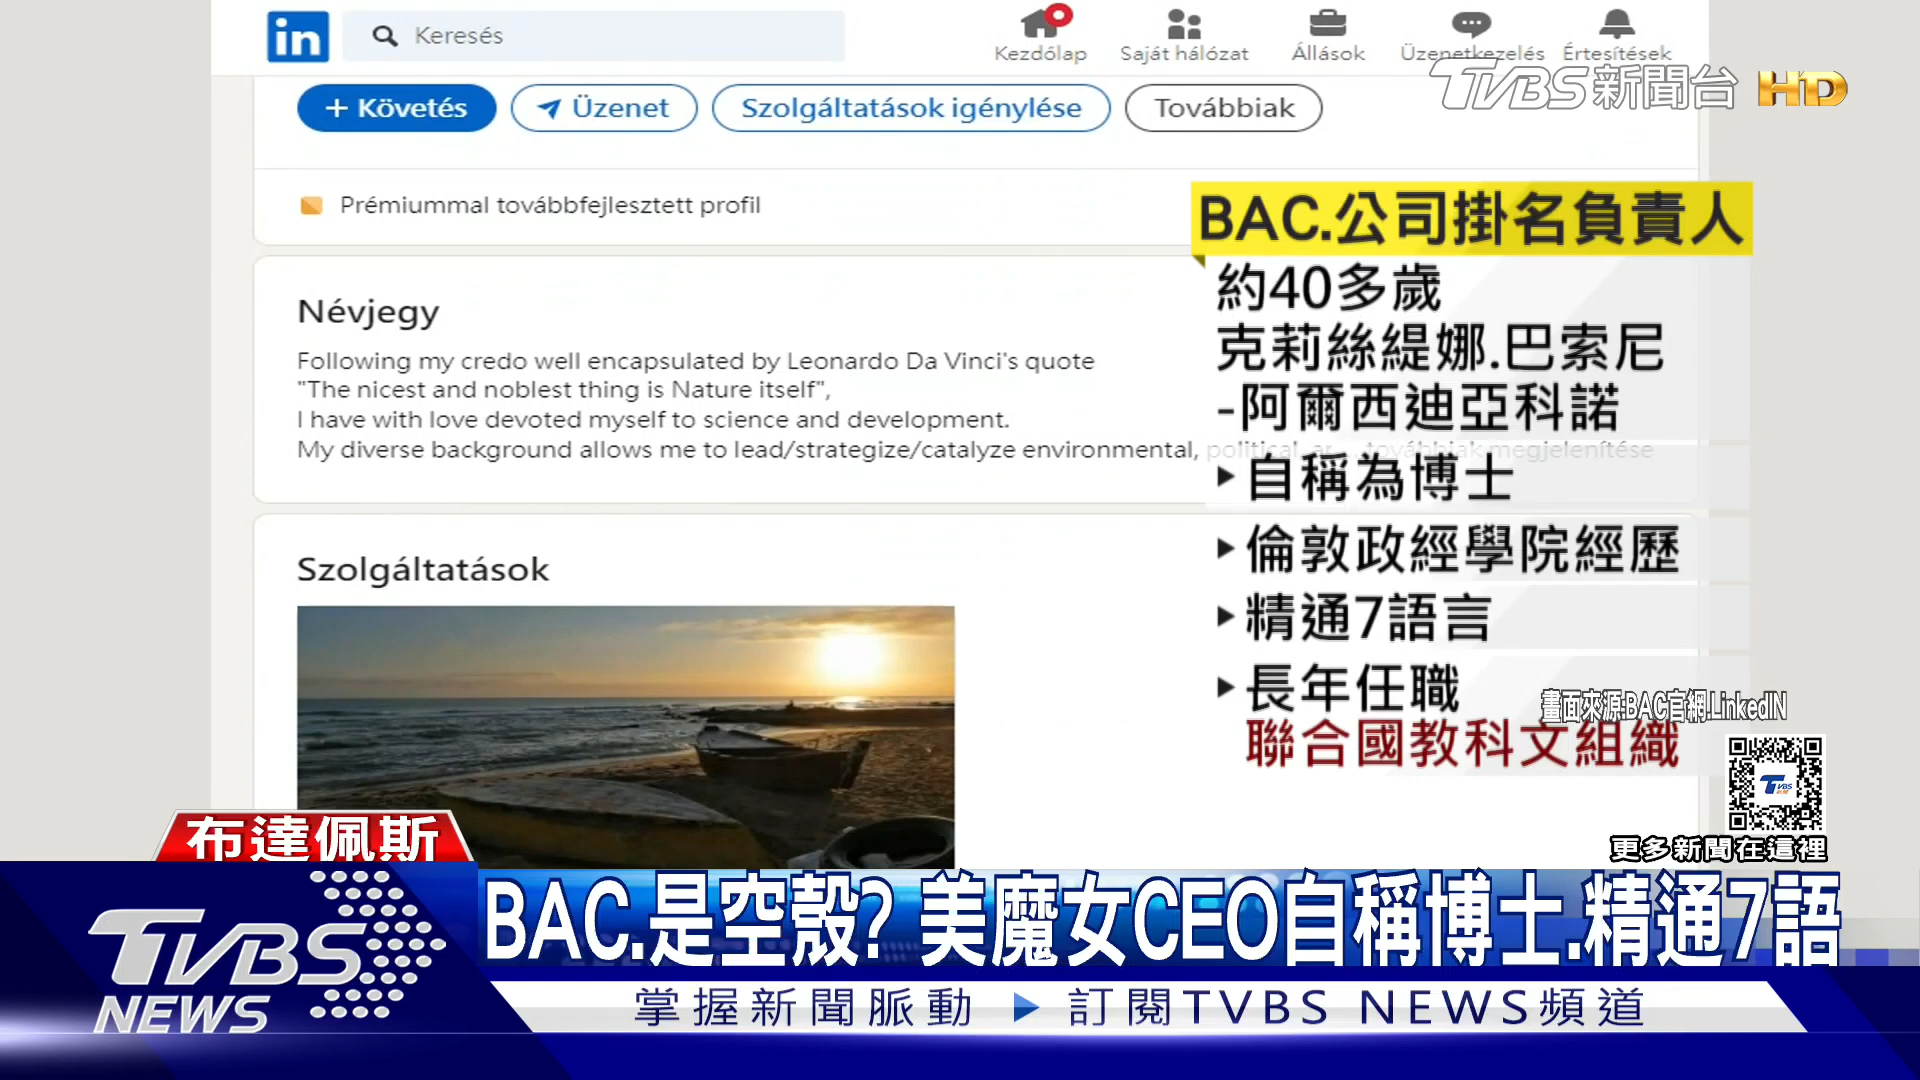 in
Keresés
Kezdőlap
Saját hálózat
Állások
Üzenetkezelés
Értesítések
TVBS新聞台 HD
+ Követés
Üzenet
Szolgáltatások igénylése
Továbbiak
Prémiummal továbbfejlesztett profil
BAC.公司掛名負責人
約40多歲
克莉絲緹娜.巴索尼
-阿爾西迪亞科諾
▸自稱為博士
▸倫敦政經學院經歷
▸精通7語言
▸長年任職
聯合國教科文組織
Névjegy
Following my credo well encapsulated by Leonardo Da Vinci's quote
"The nicest and noblest thing is Nature itself",
I have with love devoted myself to science and development.
My diverse background allows me to lead/strategize/catalyze environmental, political, ar... továbbiak megjelenítése
Szolgáltatások
畫面來源:BAC官網.LinkedIN
TVBS
更多新聞在這裡
布達佩斯
BAC.是空殼? 美魔女CEO自稱博士.精通7語
TVBS
NEWS
掌握新聞脈動 ▶ 訂閱TVBS NEWS頻道